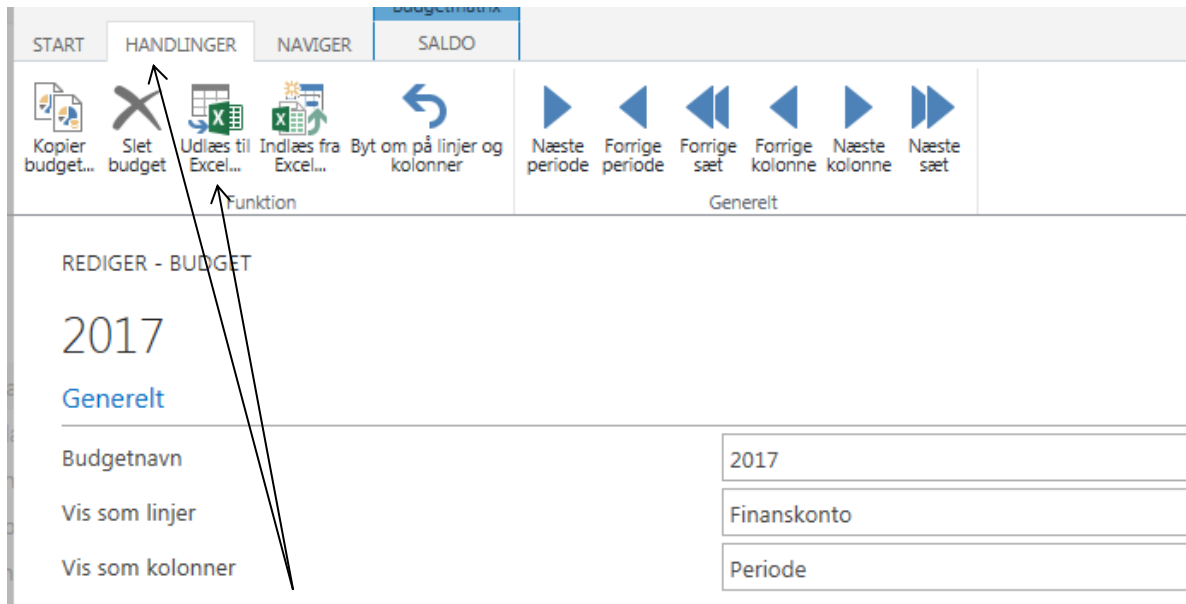 Budgetmatrix
START HANDLINGER NAVIGER SALDO
Kopier budget... Slet budget Udlæs til Excel... Indlæs fra Excel... Byt om på linjer og kolonner Næste periode Forrige periode Forrige sæt Forrige kolonne Næste kolonne Næste sæt
Funktion Generelt
REDIGER - BUDGET
2017
Generelt
Budgetnavn 2017
Vis som linjer Finanskonto
Vis som kolonner Periode